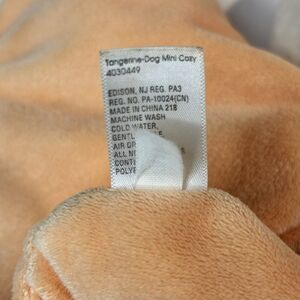 Tangerine-Dog Mini Cozy
4030449
EDISON, NJ REG. PA3
REG. NO. PA-10024(CN)
MADE IN CHINA 218
MACHINE WASH
COLD WATER,
GENTL
AIR DR
ALL N
CONT
POLYE